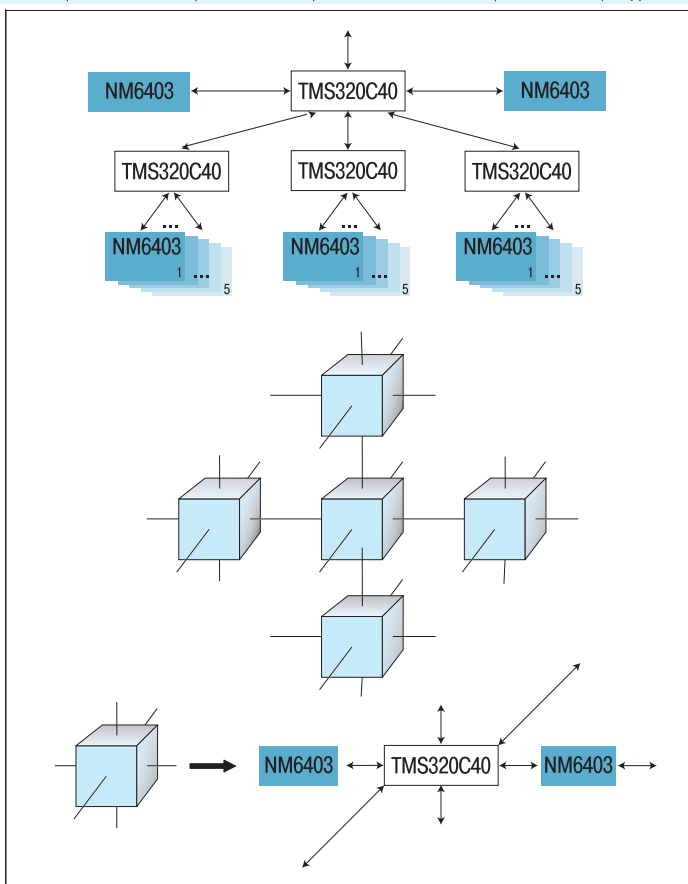 NM6403 TMS320C40 NM6403
TMS320C40 TMS320C40 TMS320C40
... ... ...
NM6403 NM6403 NM6403
1 ... 5 1 ... 5 1 ... 5
NM6403 TMS320C40 NM6403